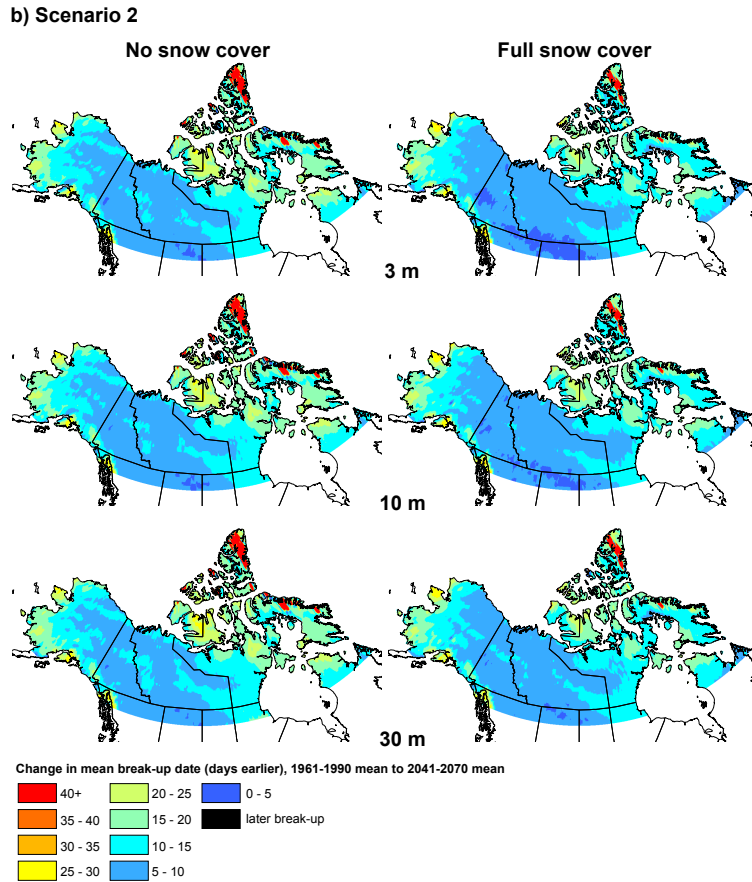 b) Scenario 2
No snow cover Full snow cover
3 m
10 m
30 m
Change in mean break-up date (days earlier), 1961-1990 mean to 2041-2070 mean
40+ 20 - 25 0 - 5
35 - 40 15 - 20 later break-up
30 - 35 10 - 15
25 - 30 5 - 10